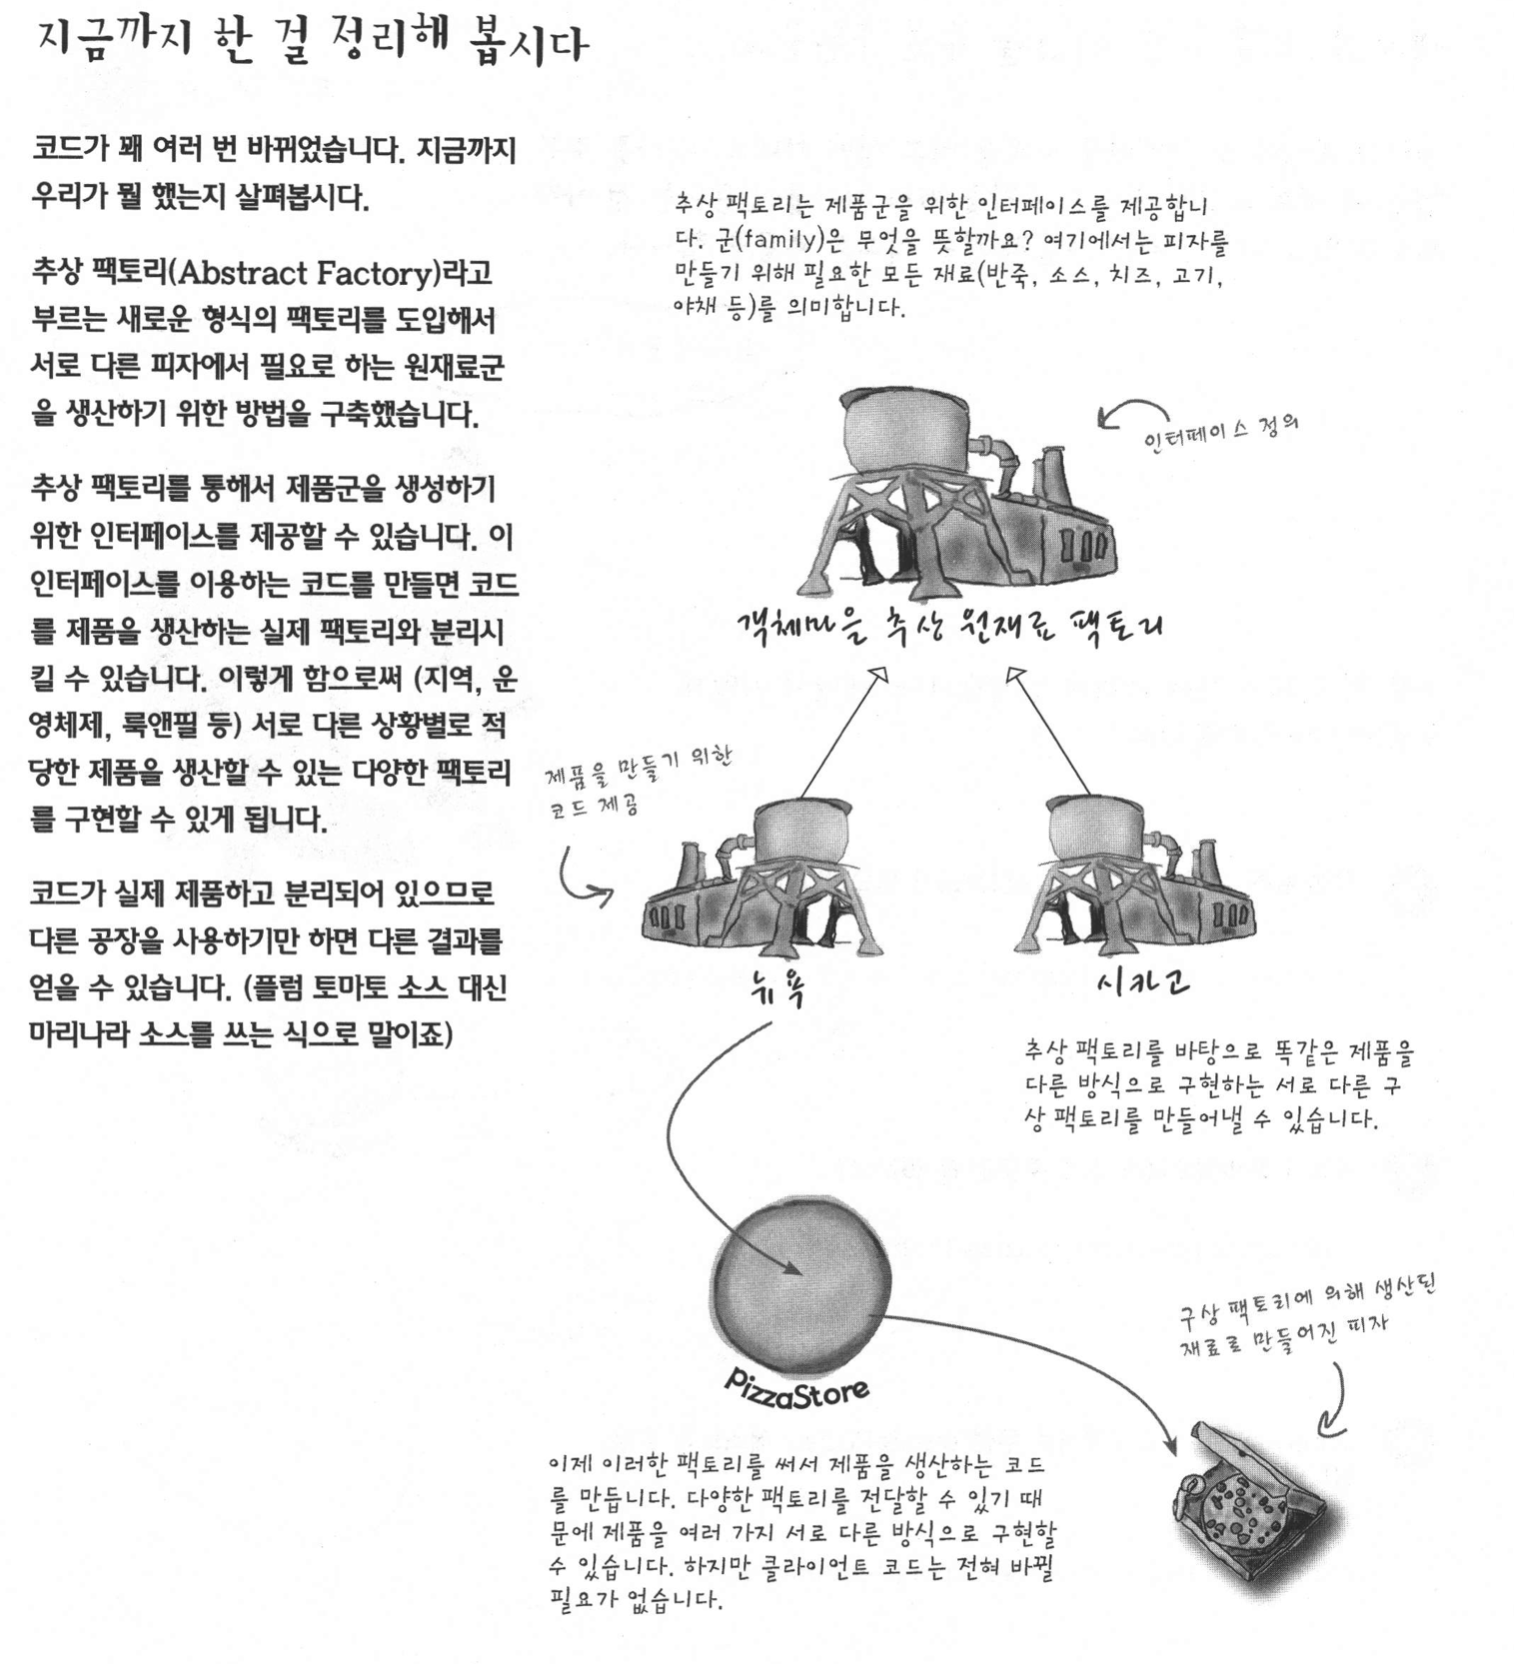 지금까지 한 걸 정리해 봅시다
코드가 꽤 여러 번 바뀌었습니다. 지금까지
우리가 뭘 했는지 살펴봅시다.
추상 팩토리(Abstract Factory)라고
부르는 새로운 형식의 팩토리를 도입해서
서로 다른 피자에서 필요로 하는 원재료군
을 생산하기 위한 방법을 구축했습니다.
추상 팩토리를 통해서 제품군을 생성하기
위한 인터페이스를 제공할 수 있습니다. 이
인터페이스를 이용하는 코드를 만들면 코드
를 제품을 생산하는 실제 팩토리와 분리시
킬 수 있습니다. 이렇게 함으로써 (지역, 운
영체제, 룩앤필 등) 서로 다른 상황별로 적
당한 제품을 생산할 수 있는 다양한 팩토리
를 구현할 수 있게 됩니다.
코드가 실제 제품하고 분리되어 있으므로
다른 공장을 사용하기만 하면 다른 결과를
얻을 수 있습니다. (플럼 토마토 소스 대신
마리나라 소스를 쓰는 식으로 말이죠)
추상 팩토리는 제품군을 위한 인터페이스를 제공합니
다. 군(family)은 무엇을 뜻할까요? 여기에서는 피자를
만들기 위해 필요한 모든 재료(반죽, 소스, 치즈, 고기,
야채 등)를 의미합니다.
인터페이스 정의
객체마을 추상 원재료 팩토리
제품을 만들기 위한
코드 제공
뉴욕
시카고
추상 팩토리를 바탕으로 똑같은 제품을
다른 방식으로 구현하는 서로 다른 구
상 팩토리를 만들어낼 수 있습니다.
PizzaStore
구상 팩토리에 의해 생산된
재료로 만들어진 피자
이제 이러한 팩토리를 써서 제품을 생산하는 코드
를 만듭니다. 다양한 팩토리를 전달할 수 있기 때
문에 제품을 여러 가지 서로 다른 방식으로 구현할
수 있습니다. 하지만 클라이언트 코드는 전혀 바뀔
필요가 없습니다.